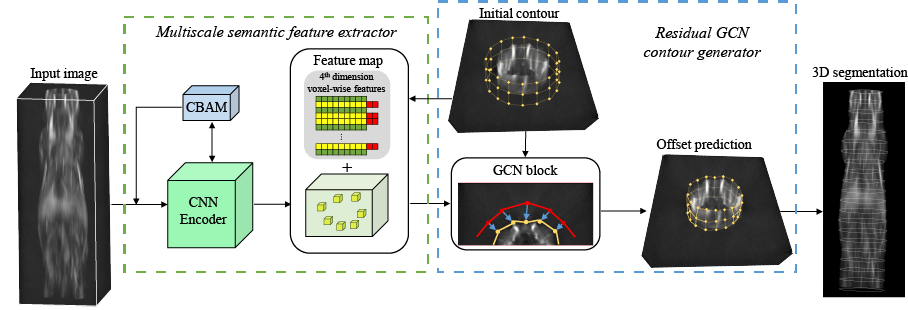 Multiscale semantic feature extractor
Initial contour
Residual GCN
contour generator
Input image
Feature map
4th dimension
voxel-wise features
⋮
+
CBAM
CNN
Encoder
GCN block
Offset prediction
3D segmentation